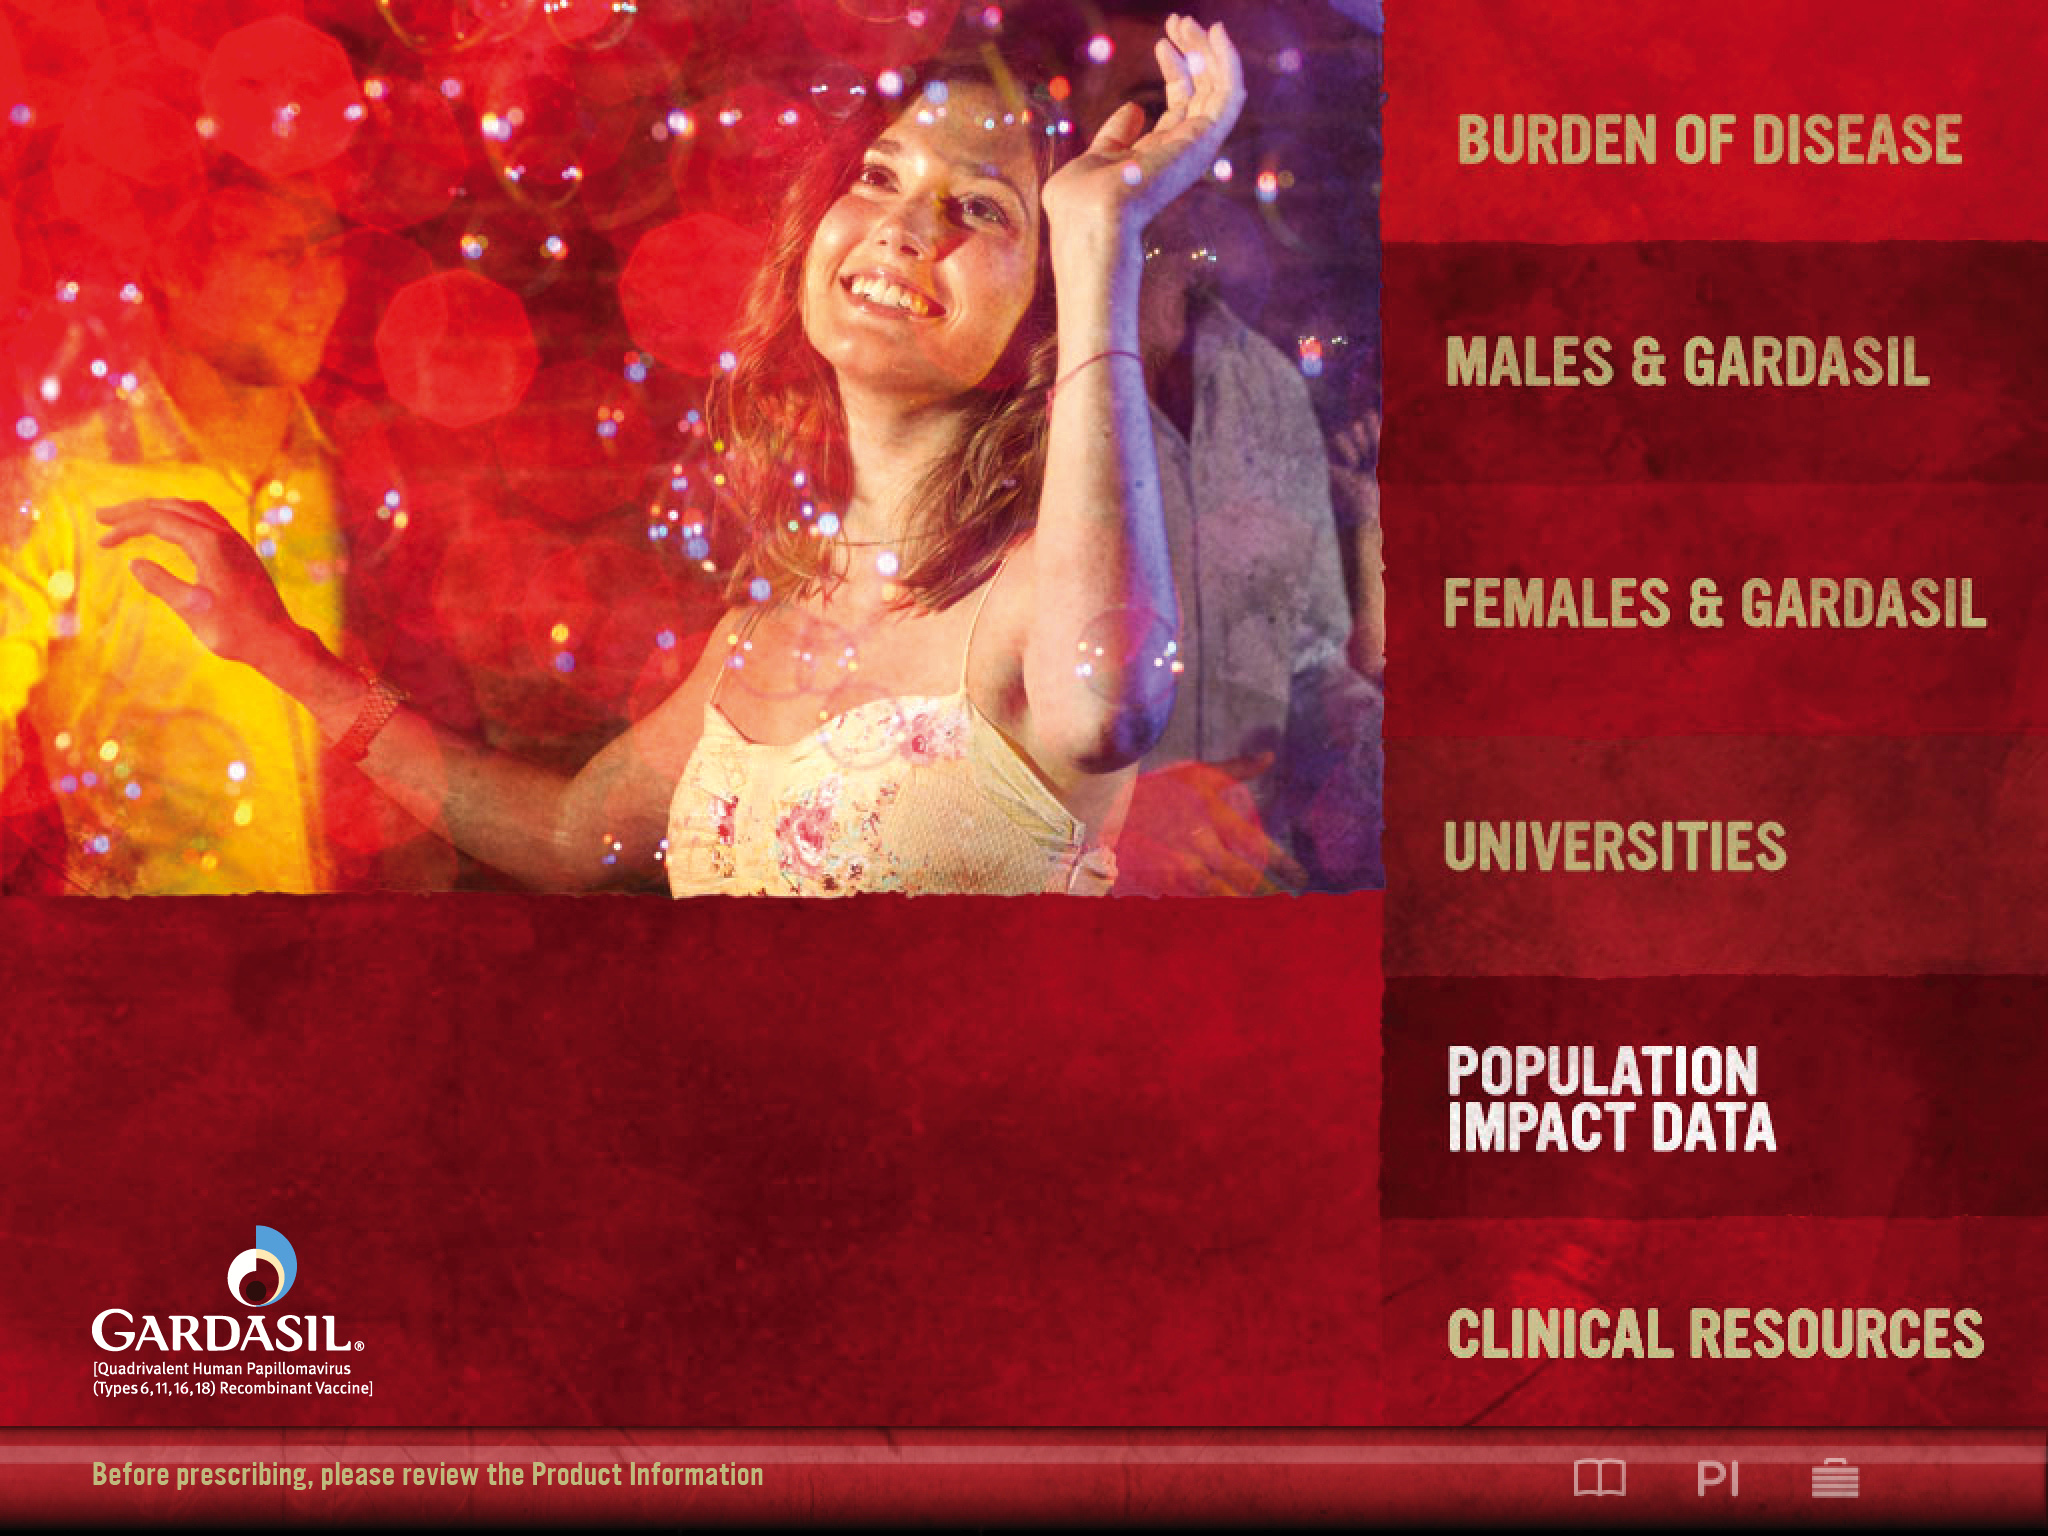 BURDEN OF DISEASE
MALES & GARDASIL
FEMALES & GARDASIL
UNIVERSITIES
POPULATION
IMPACT DATA
CLINICAL RESOURCES
GARDASIL®
[Quadrivalent Human Papillomavirus
(Types 6, 11, 16, 18) Recombinant Vaccine]
Before prescribing, please review the Product Information
PI